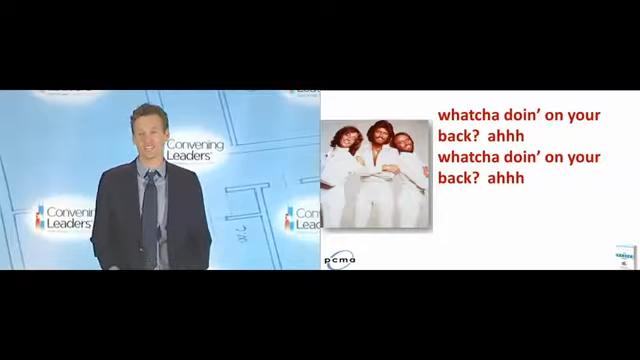 Convening
Leaders
Convening
Leaders
Convening
Leaders
whatcha doin' on your
back? ahhh
whatcha doin' on your
back? ahhh
pcma